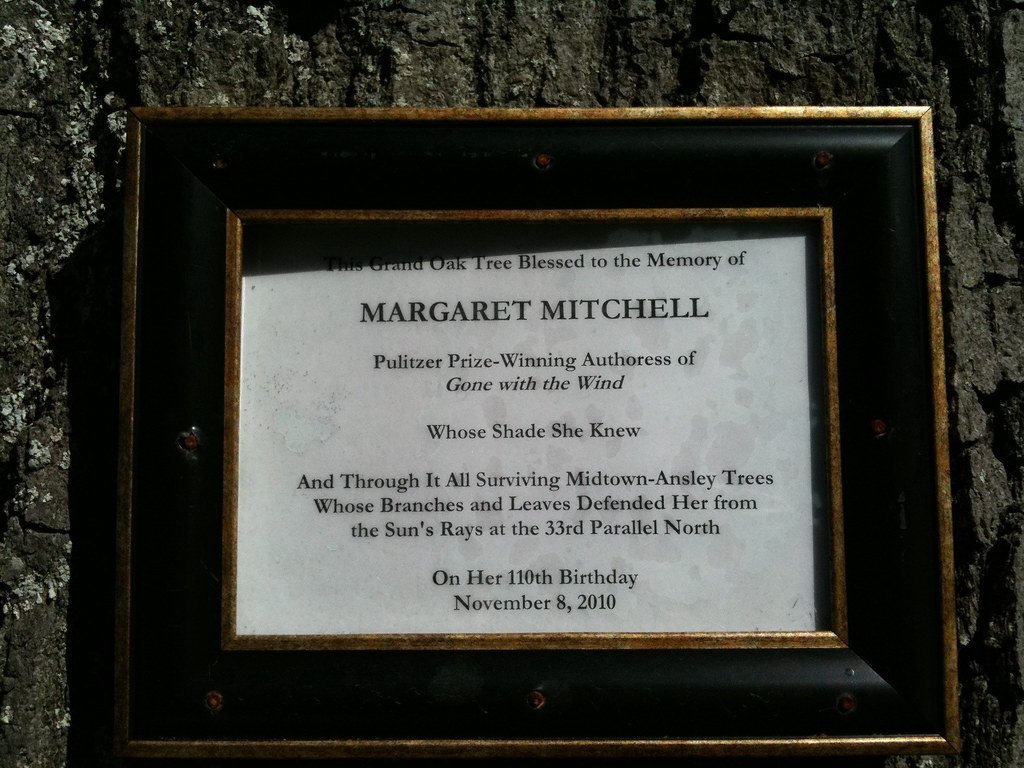 This Grand Oak Tree Blessed to the Memory of
MARGARET MITCHELL
Pulitzer Prize-Winning Authoress of
Gone with the Wind
Whose Shade She Knew
And Through It All Surviving Midtown-Ansley Trees
Whose Branches and Leaves Defended Her from
the Sun's Rays at the 33rd Parallel North
On Her 110th Birthday
November 8, 2010